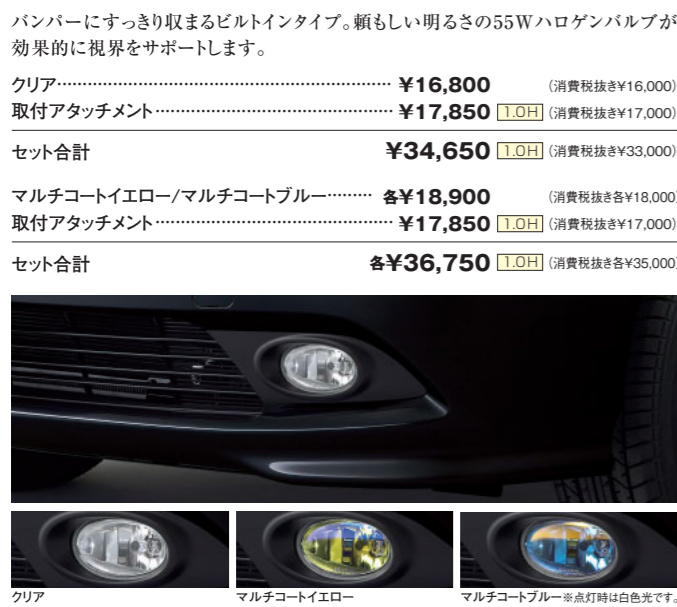 バンパーにすっきり収まるビルトインタイプ。頼もしい明るさの55Wハロゲンバルブが
効果的に視界をサポートします。
クリア……………………………………………………… ¥16,800 (消費税抜き¥16,000)
取付アタッチメント…………………………………… ¥17,850 1.0H (消費税抜き¥17,000)
セット合計 ¥34,650 1.0H (消費税抜き¥33,000)
マルチコートイエロー/マルチコートブルー……… 各¥18,900 (消費税抜き各¥18,000)
取付アタッチメント…………………………………… ¥17,850 1.0H (消費税抜き¥17,000)
セット合計 各¥36,750 1.0H (消費税抜き各¥35,000)
クリア
マルチコートイエロー
マルチコートブルー※点灯時は白色光です。